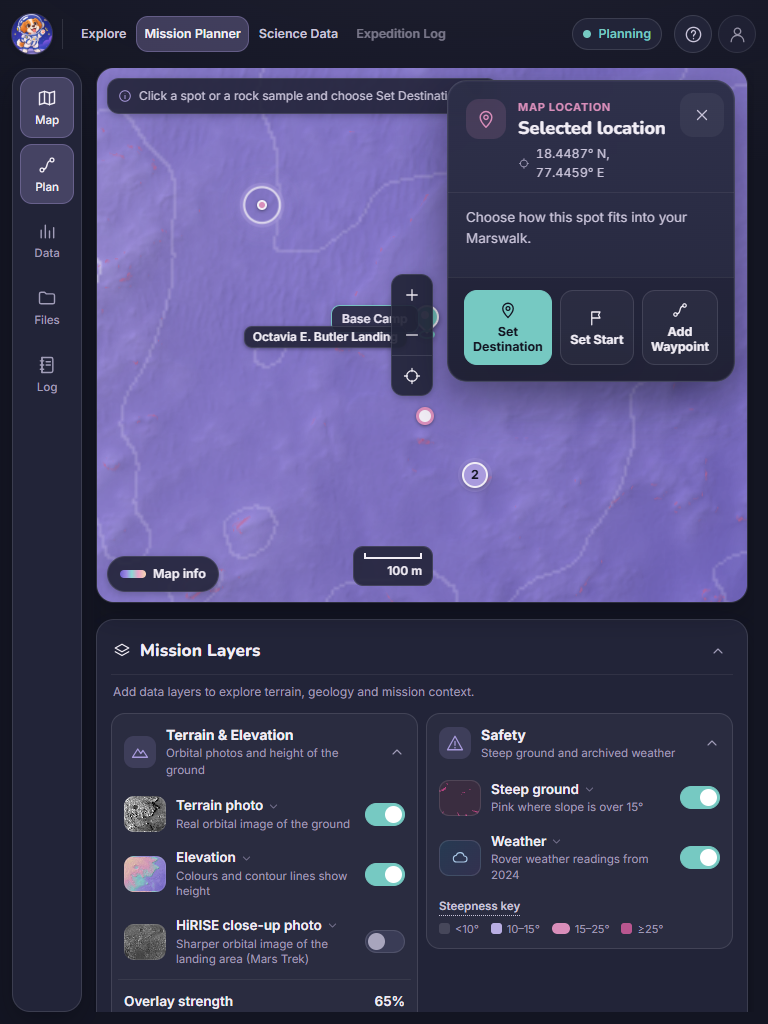 Explore
Mission Planner
Science Data
Expedition Log
Planning
Map
Plan
Data
Files
Log
Click a spot or a rock sample and choose Set Destinati
MAP LOCATION
Selected location
18.4487° N,
77.4459° E
Choose how this spot fits into your
Marswalk.
Set
Destination
Set Start
Add
Waypoint
Base Camp
Octavia E. Butler Landing
2
Map info
100 m
Mission Layers
Add data layers to explore terrain, geology and mission context.
Terrain & Elevation
Orbital photos and height of the
ground
Terrain photo
Real orbital image of the ground
Elevation
Colours and contour lines show
height
HiRISE close-up photo
Sharper orbital image of the
landing area (Mars Trek)
Overlay strength
65%
Safety
Steep ground and archived weather
Steep ground
Pink where slope is over 15°
Weather
Rover weather readings from
2024
Steepness key
<10°
10–15°
15–25°
≥25°